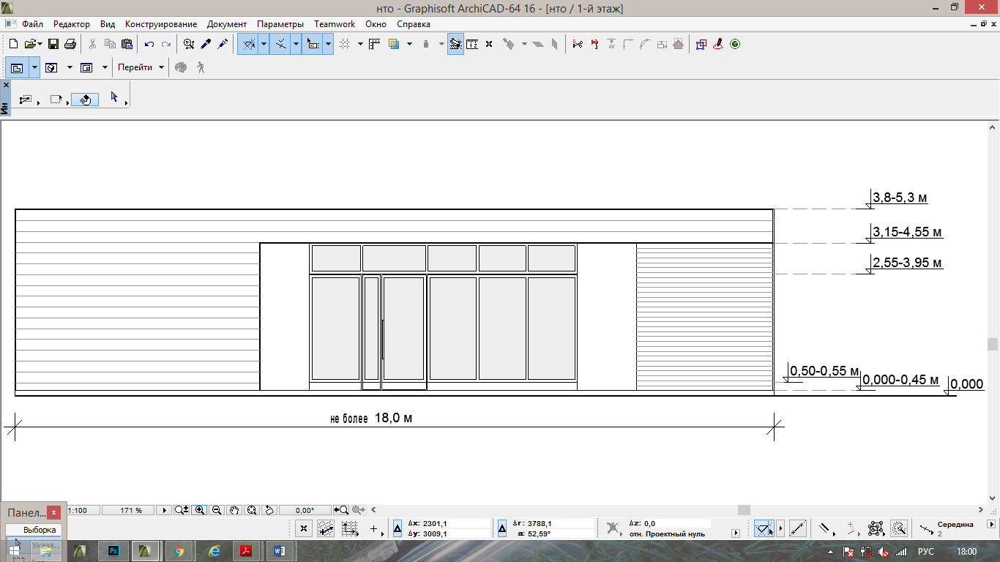 нто - Graphisoft ArchiCAD-64 16 - [нто / 1-й этаж]
Файл Редактор Вид Конструирование Документ Параметры Teamwork Окно Справка
Перейти
Ин
3,8-5,3 м
3,15-4,55 м
2,55-3,95 м
0,50-0,55 м
0,000-0,45 м
0,000
не более 18,0 м
Панел...
1:100 171 % 0,00°
Выборка
Указа...
Δx: 2301,1 Δr: 3788,1 Δz: 0,0 Середина
Δy: 3009,1 a: 52,59° отн. Проектный нуль 2
Ps
РУС 18:00